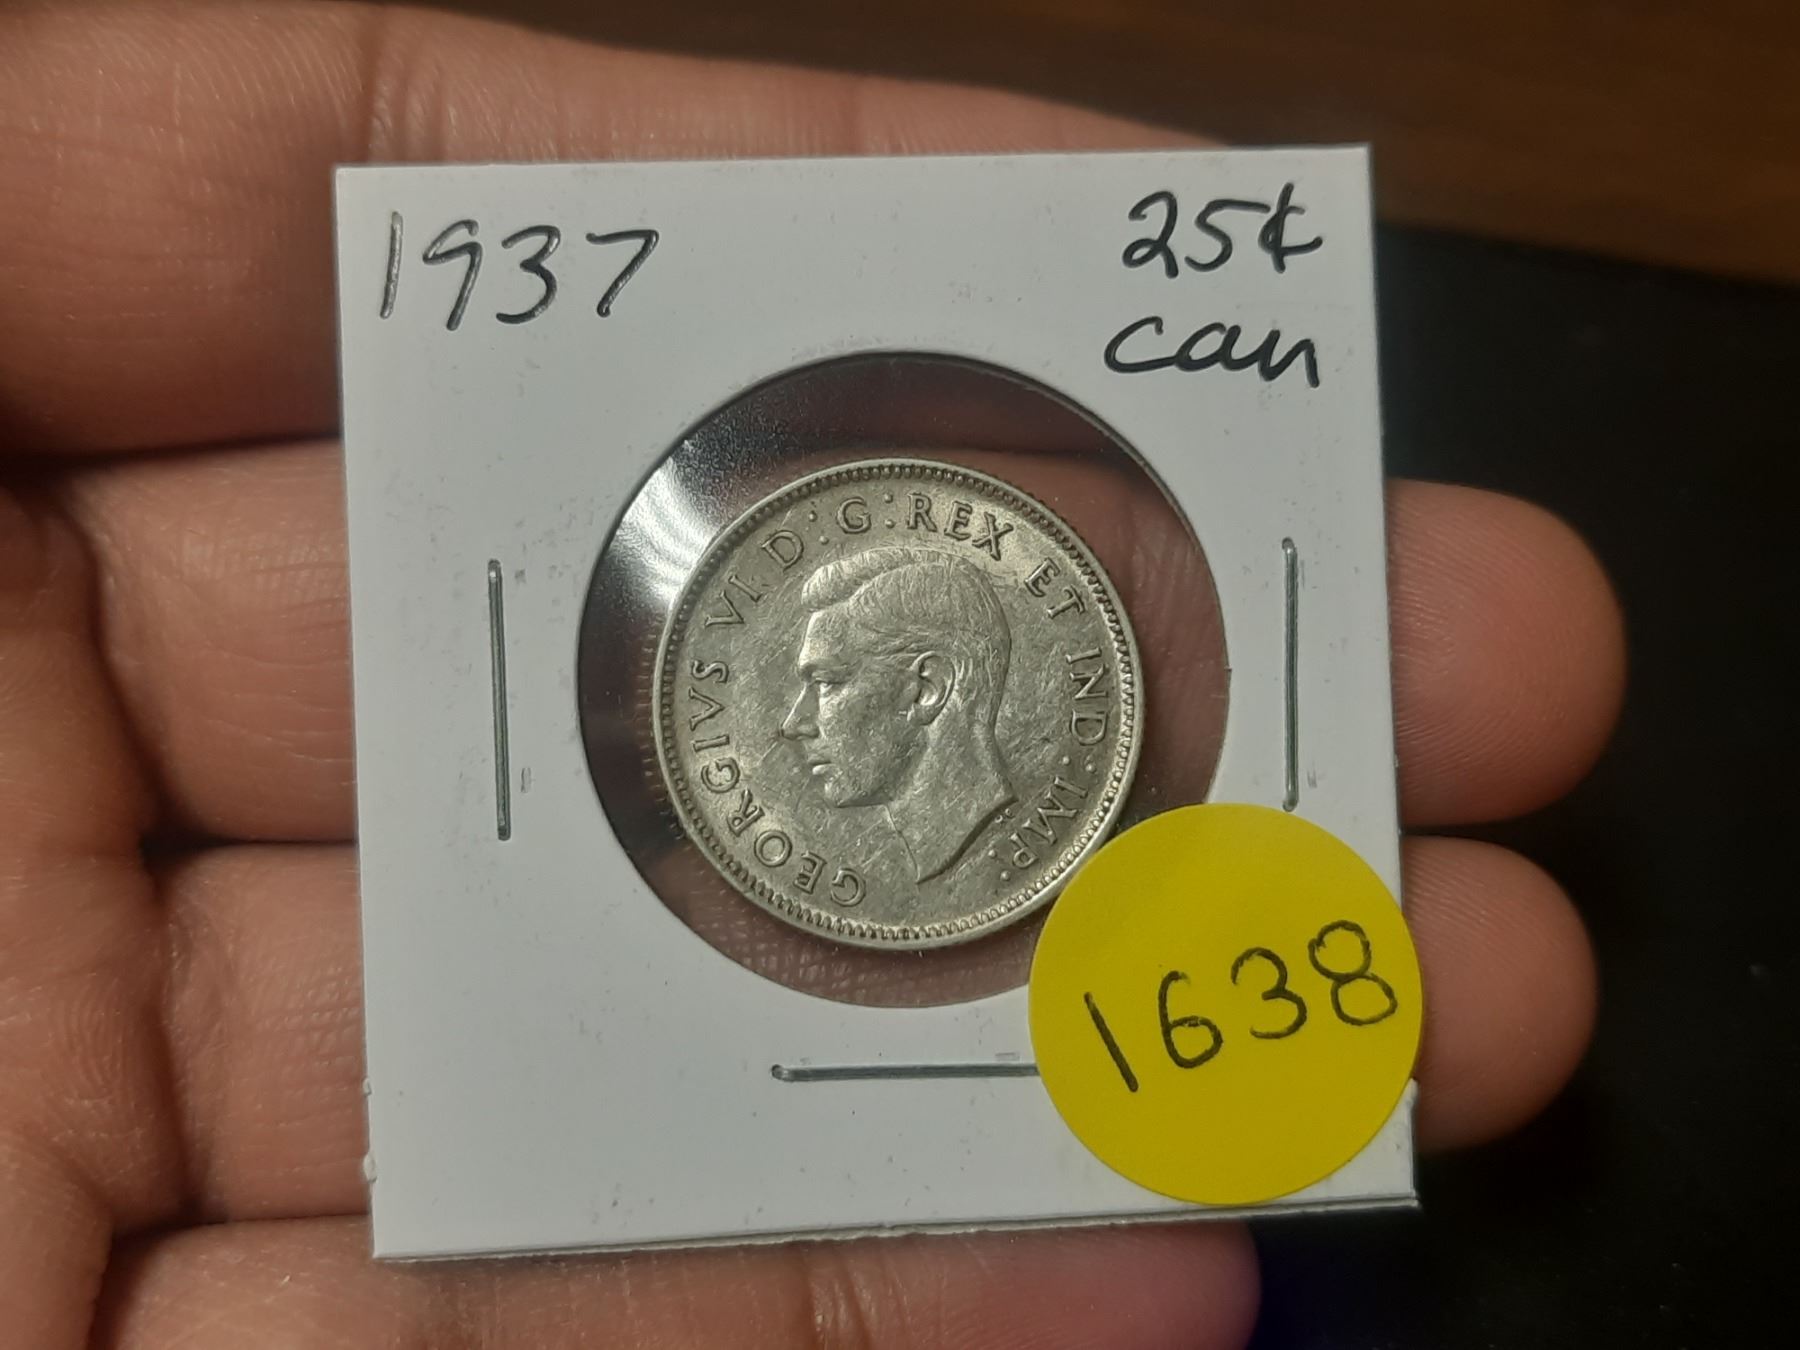 1937
25¢
can
GEORGIVS VI D:G:REX ET IND:IMP:
1638